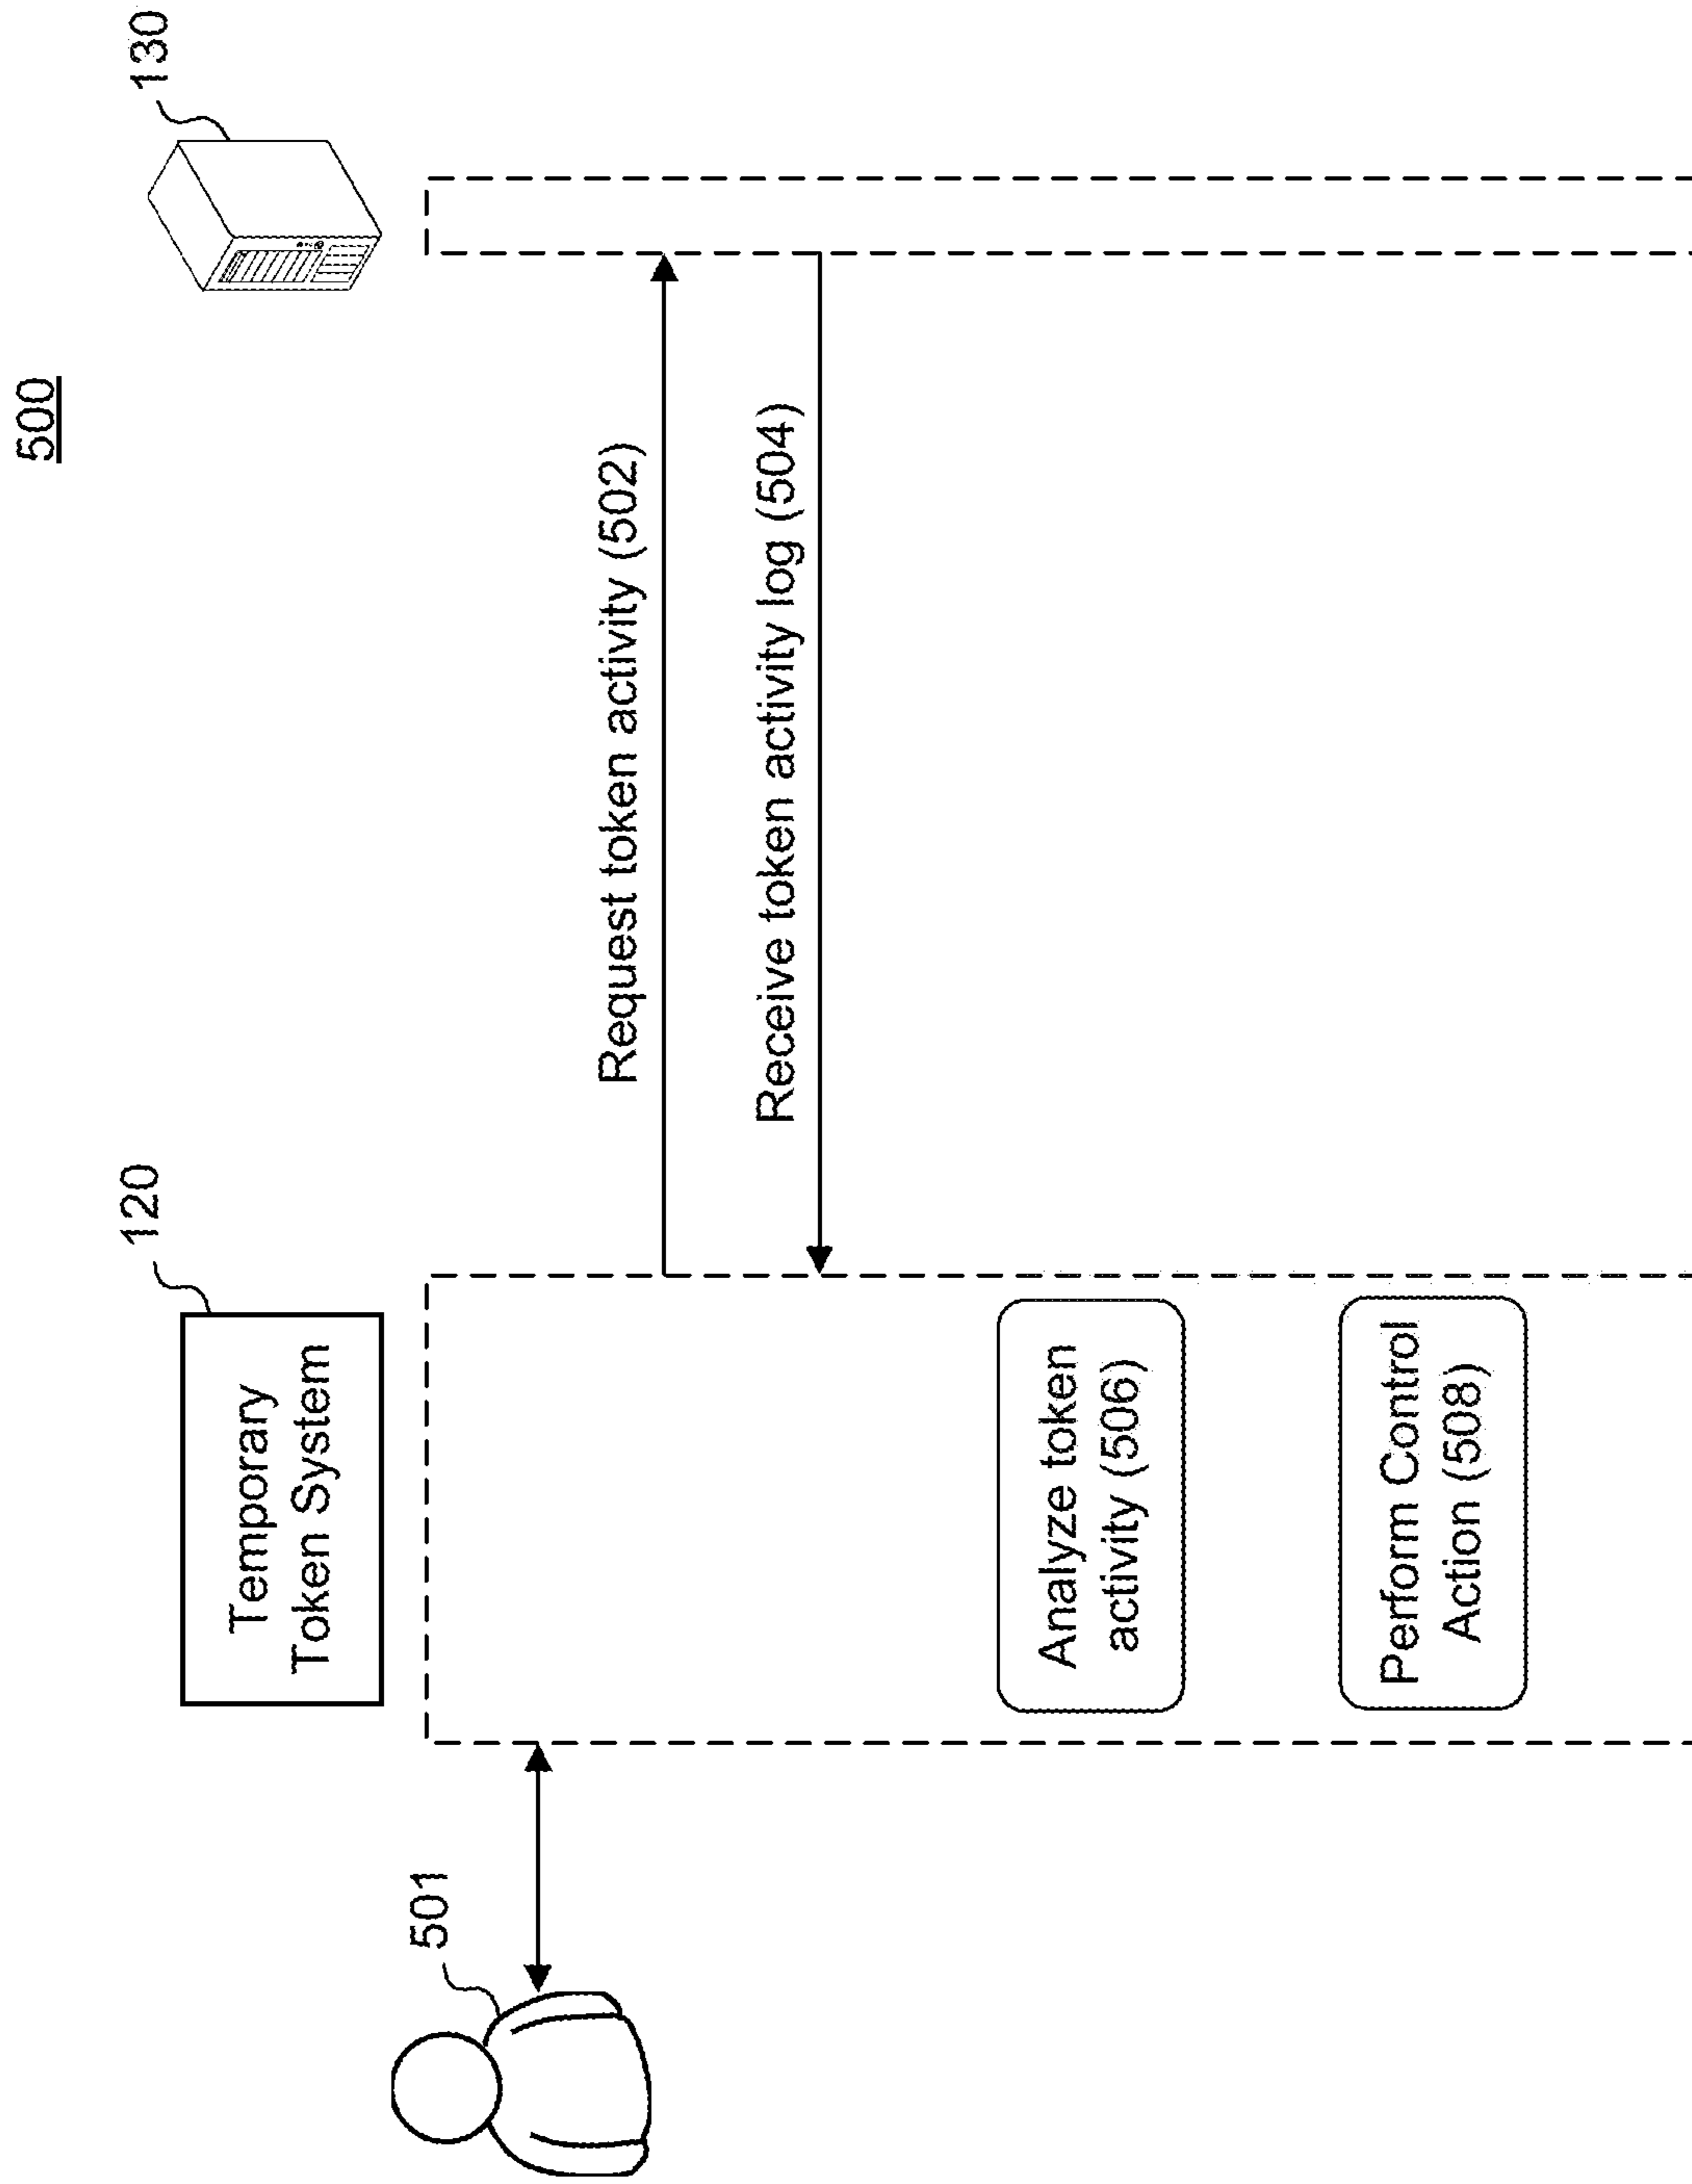 500
120
130
Temporary
Token System
501
Request token activity (502)
Receive token activity log (504)
Analyze token
activity (506)
Perform Control
Action (508)